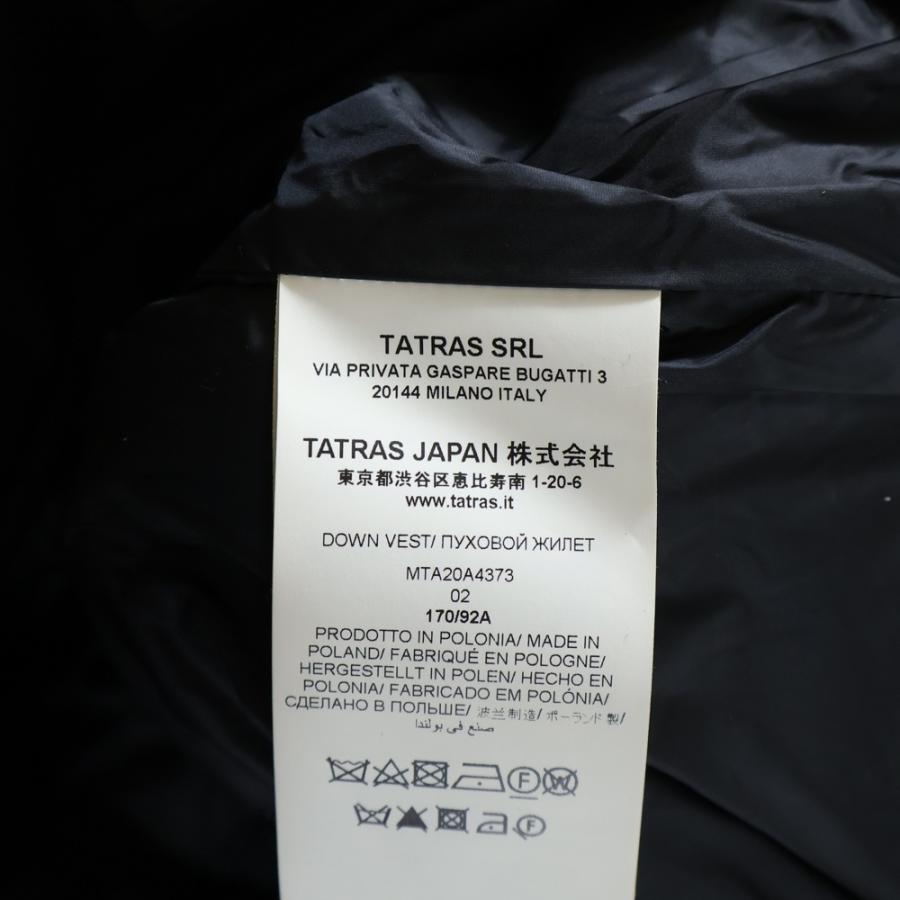 TATRAS SRL
VIA PRIVATA GASPARE BUGATTI 3
20144 MILANO ITALY
TATRAS JAPAN 株式会社
東京都渋谷区恵比寿南 1-20-6
www.tatras.it
DOWN VEST/ ПУХОВОЙ ЖИЛЕТ
MTA20A4373
02
170/92A
PRODOTTO IN POLONIA/ MADE IN
POLAND/ FABRIQUÉ EN POLOGNE/
HERGESTELLT IN POLEN/ HECHO EN
POLONIA/ FABRICADO EM POLÓNIA/
СДЕЛАНО В ПОЛЬШЕ/ 波兰制造/ ポーランド製/
صنع في بولندا
F W
F